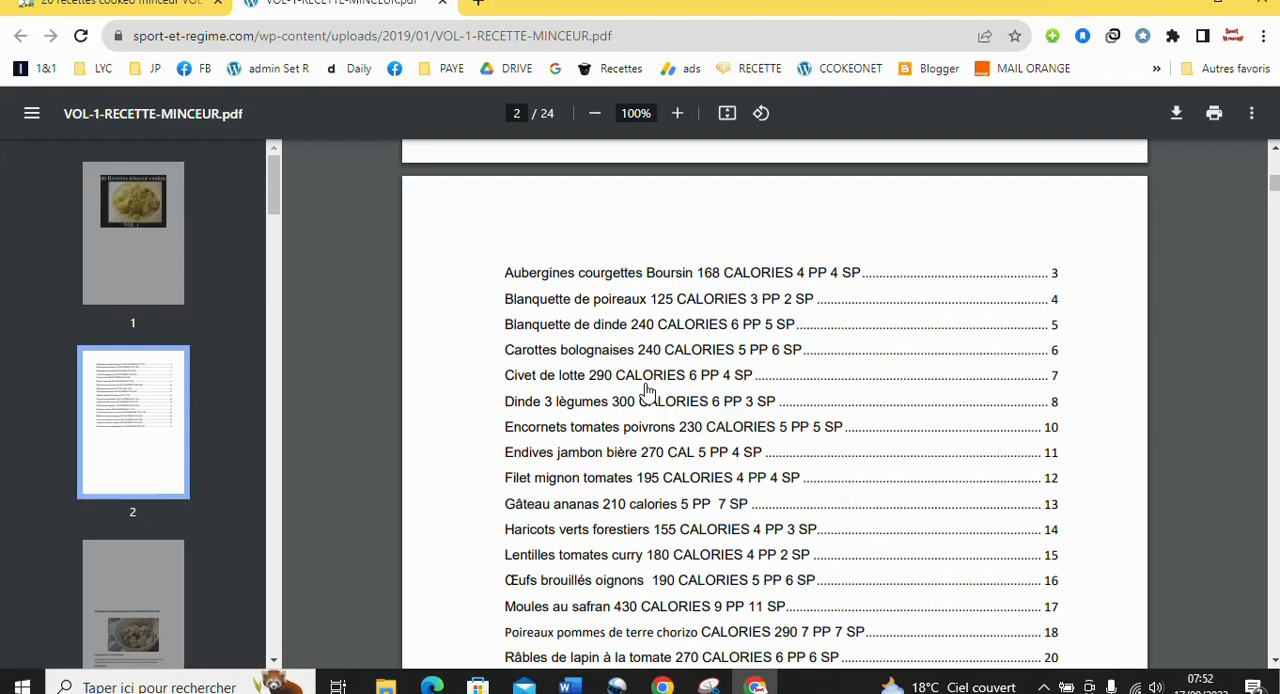 20 recettes cookeo minceur VOL
VOL-1-RECETTE-MINCEUR.pdf
sport-et-regime.com/wp-content/uploads/2019/01/VOL-1-RECETTE-MINCEUR.pdf
1&1 LYC JP FB admin Set R Daily PAYE DRIVE Recettes ads RECETTE CCOKEONET Blogger MAIL ORANGE » Autres favoris
VOL-1-RECETTE-MINCEUR.pdf 2 / 24 100%
1
2
Aubergines courgettes Boursin 168 CALORIES 4 PP 4 SP 3
Blanquette de poireaux 125 CALORIES 3 PP 2 SP 4
Blanquette de dinde 240 CALORIES 6 PP 5 SP 5
Carottes bolognaises 240 CALORIES 5 PP 6 SP 6
Civet de lotte 290 CALORIES 6 PP 4 SP 7
Dinde 3 légumes 300 CALORIES 6 PP 3 SP 8
Encornets tomates poivrons 230 CALORIES 5 PP 5 SP 10
Endives jambon bière 270 CAL 5 PP 4 SP 11
Filet mignon tomates 195 CALORIES 4 PP 4 SP 12
Gâteau ananas 210 calories 5 PP 7 SP 13
Haricots verts forestiers 155 CALORIES 4 PP 3 SP 14
Lentilles tomates curry 180 CALORIES 4 PP 2 SP 15
Œufs brouillés oignons 190 CALORIES 5 PP 6 SP 16
Moules au safran 430 CALORIES 9 PP 11 SP 17
Poireaux pommes de terre chorizo CALORIES 290 7 PP 7 SP 18
Râbles de lapin à la tomate 270 CALORIES 6 PP 6 SP 20
Taper ici pour rechercher 18°C Ciel couvert 07:52